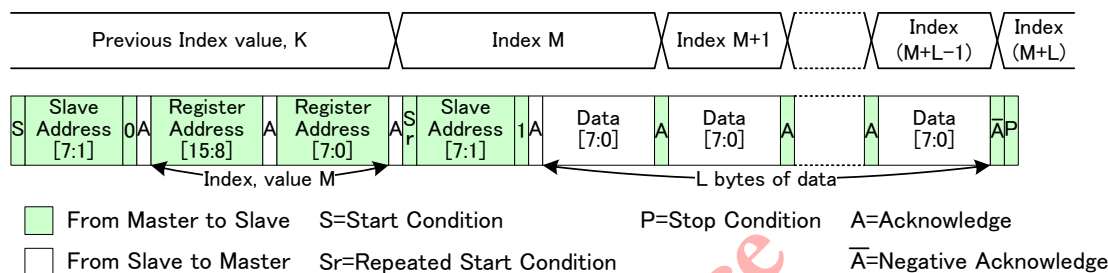 Previous Index value, K
Index M
Index M+1
Index
(M+L-1)
Index
(M+L)
S
Slave
Address
[7:1]
0
A
Register
Address
[15:8]
A
Register
Address
[7:0]
A
S
r
Slave
Address
[7:1]
1
A
Data
[7:0]
A
Data
[7:0]
A
A
Data
[7:0]
A̅
P
Index, value M
L bytes of data
From Master to Slave
S=Start Condition
P=Stop Condition
A=Acknowledge
From Slave to Master
Sr=Repeated Start Condition
A̅=Negative Acknowledge